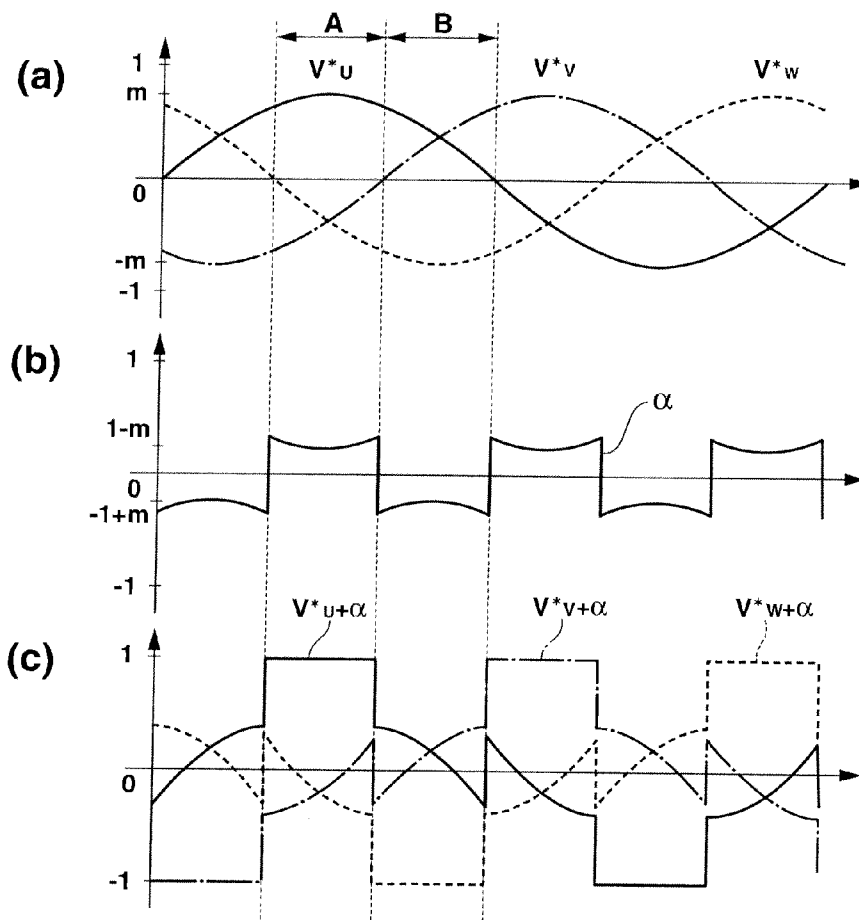 A B
(a)
1 V*U V*V V*W
m
0
-m
-1
(b)
1
1-m α
0
-1+m
-1
V*U+α V*V+α V*W+α
(c)
1
0
-1